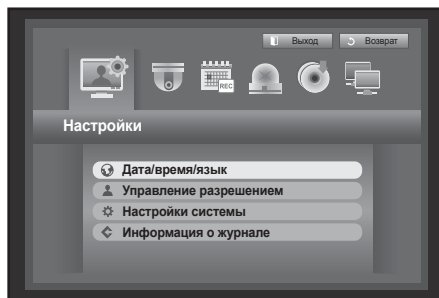 Выход
Возврат
REC
Настройки
Дата/время/язык
Управление разрешением
Настройки системы
Информация о журнале